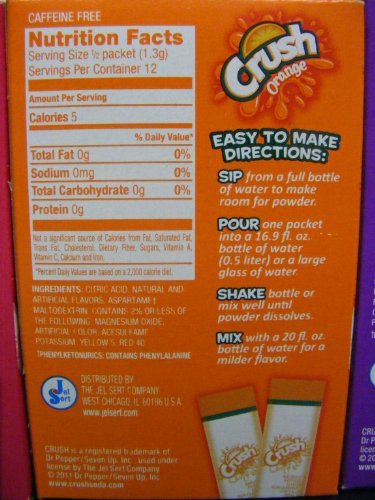 CAFFEINE FREE
Nutrition Facts
Serving Size ½ packet (1.3g)
Servings Per Container 12
Amount Per Serving
Calories 5
% Daily Value*
Total Fat 0g 0%
Sodium 0mg 0%
Total Carbohydrate 0g 0%
Protein 0g
Not a significant source of Calories from Fat, Saturated Fat,
Trans Fat, Cholesterol, Dietary Fiber, Sugars, Vitamin A,
Vitamin C, Calcium and Iron.
*Percent Daily Values are based on a 2,000 calorie diet.
INGREDIENTS: CITRIC ACID, NATURAL AND
ARTIFICIAL FLAVORS, ASPARTAME†,
MALTODEXTRIN, CONTAINS 2% OR LESS OF
THE FOLLOWING: MAGNESIUM OXIDE,
ARTIFICIAL COLOR, ACESULFAME
POTASSIUM, YELLOW 5, RED 40.
†PHENYLKETONURICS: CONTAINS PHENYLALANINE
Jel
Sert
DISTRIBUTED BY
THE JEL SERT COMPANY
WEST CHICAGO, IL 60186 U.S.A.
www.jelsert.com
CRUSH is a registered trademark of
Dr Pepper/Seven Up, Inc. used under
license by The Jel Sert Company
© 2011 Dr Pepper/Seven Up, Inc.
www.crushsoda.com
Crush
Orange
EASY TO MAKE
DIRECTIONS:
SIP from a full bottle
of water to make
room for powder.
POUR one packet
into a 16.9 fl. oz.
bottle of water
(0.5 liter) or a large
glass of water.
SHAKE bottle or
mix well until
powder dissolves.
MIX with a 20 fl. oz.
bottle of water for a
milder flavor.
Crush
Crush